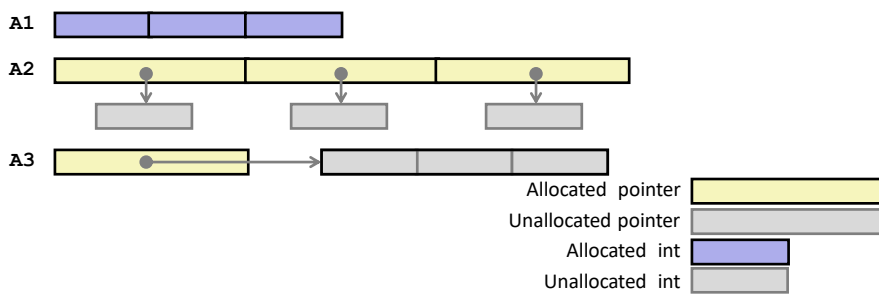 A1
A2
A3
Allocated pointer
Unallocated pointer
Allocated int
Unallocated int